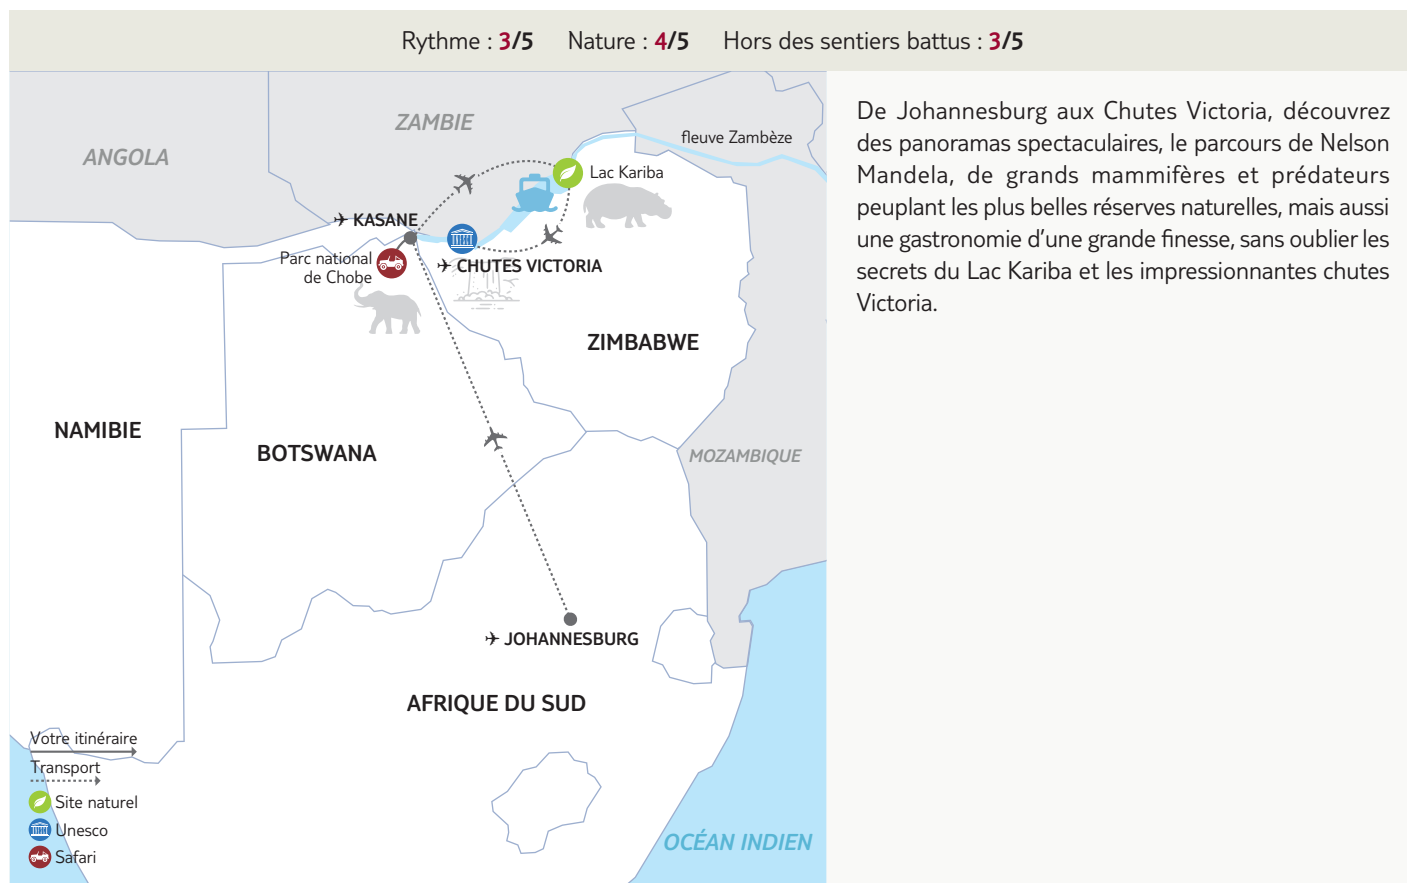 Rythme : 3/5 Nature : 4/5 Hors des sentiers battus : 3/5
ZAMBIE
ANGOLA
fleuve Zambèze
Lac Kariba
KASANE
Parc national
de Chobe
CHUTES VICTORIA
ZIMBABWE
NAMIBIE
BOTSWANA
MOZAMBIQUE
JOHANNESBURG
AFRIQUE DU SUD
OCÉAN INDIEN
Votre itinéraire
Transport
Site naturel
Unesco
Safari
De Johannesburg aux Chutes Victoria, découvrez
des panoramas spectaculaires, le parcours de Nelson
Mandela, de grands mammifères et prédateurs
peuplant les plus belles réserves naturelles, mais aussi
une gastronomie d’une grande finesse, sans oublier les
secrets du Lac Kariba et les impressionnantes chutes
Victoria.